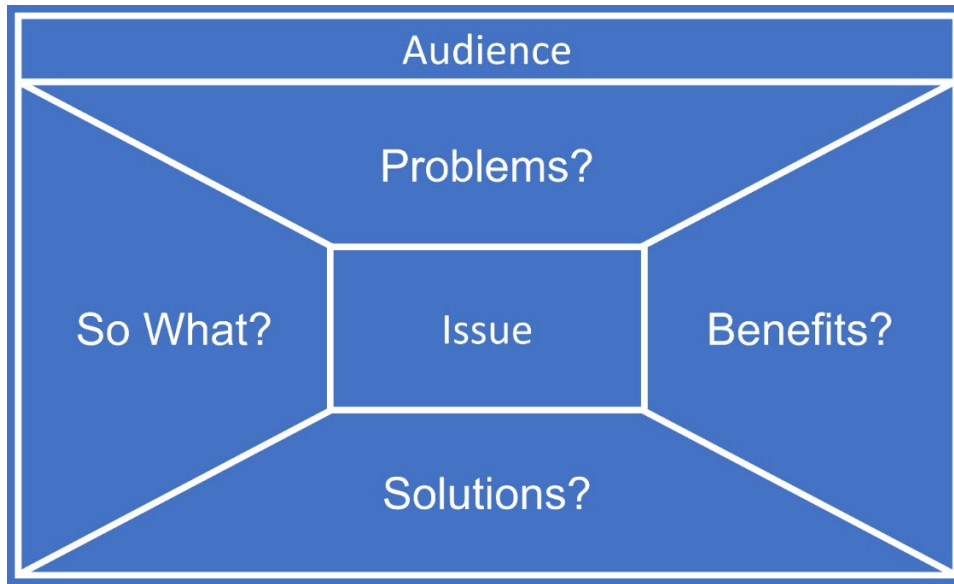 Audience
Problems?
So What?
Issue
Benefits?
Solutions?